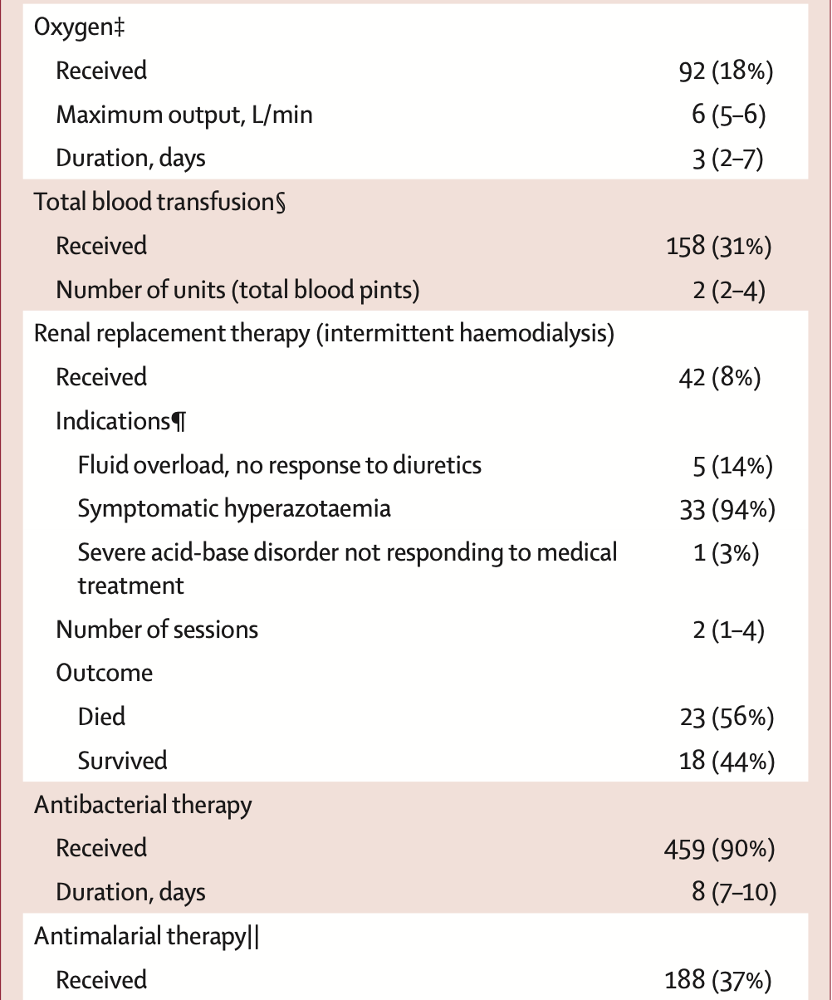 Oxygen‡
Received 92 (18%)
Maximum output, L/min 6 (5–6)
Duration, days 3 (2–7)
Total blood transfusion§
Received 158 (31%)
Number of units (total blood pints) 2 (2–4)
Renal replacement therapy (intermittent haemodialysis)
Received 42 (8%)
Indications¶
Fluid overload, no response to diuretics 5 (14%)
Symptomatic hyperazotaemia 33 (94%)
Severe acid-base disorder not responding to medical 1 (3%)
treatment
Number of sessions 2 (1–4)
Outcome
Died 23 (56%)
Survived 18 (44%)
Antibacterial therapy
Received 459 (90%)
Duration, days 8 (7–10)
Antimalarial therapy||
Received 188 (37%)